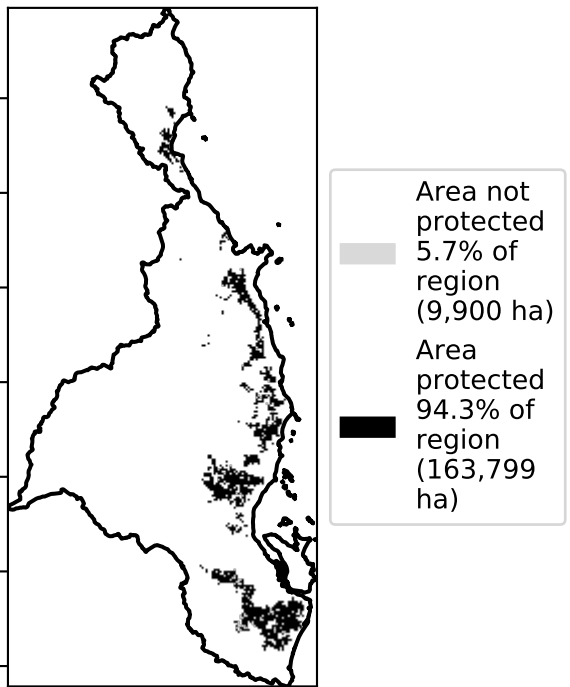 Area not
protected
5.7% of
region
(9,900 ha)
Area
protected
94.3% of
region
(163,799
ha)